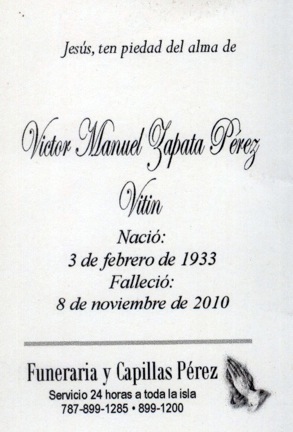 Jesús, ten piedad del alma de
Victor Manuel Zapata Pérez
Vitin
Nació:
3 de febrero de 1933
Falleció:
8 de noviembre de 2010
Funeraria y Capillas Pérez
Servicio 24 horas a toda la isla
787-899-1285 • 899-1200